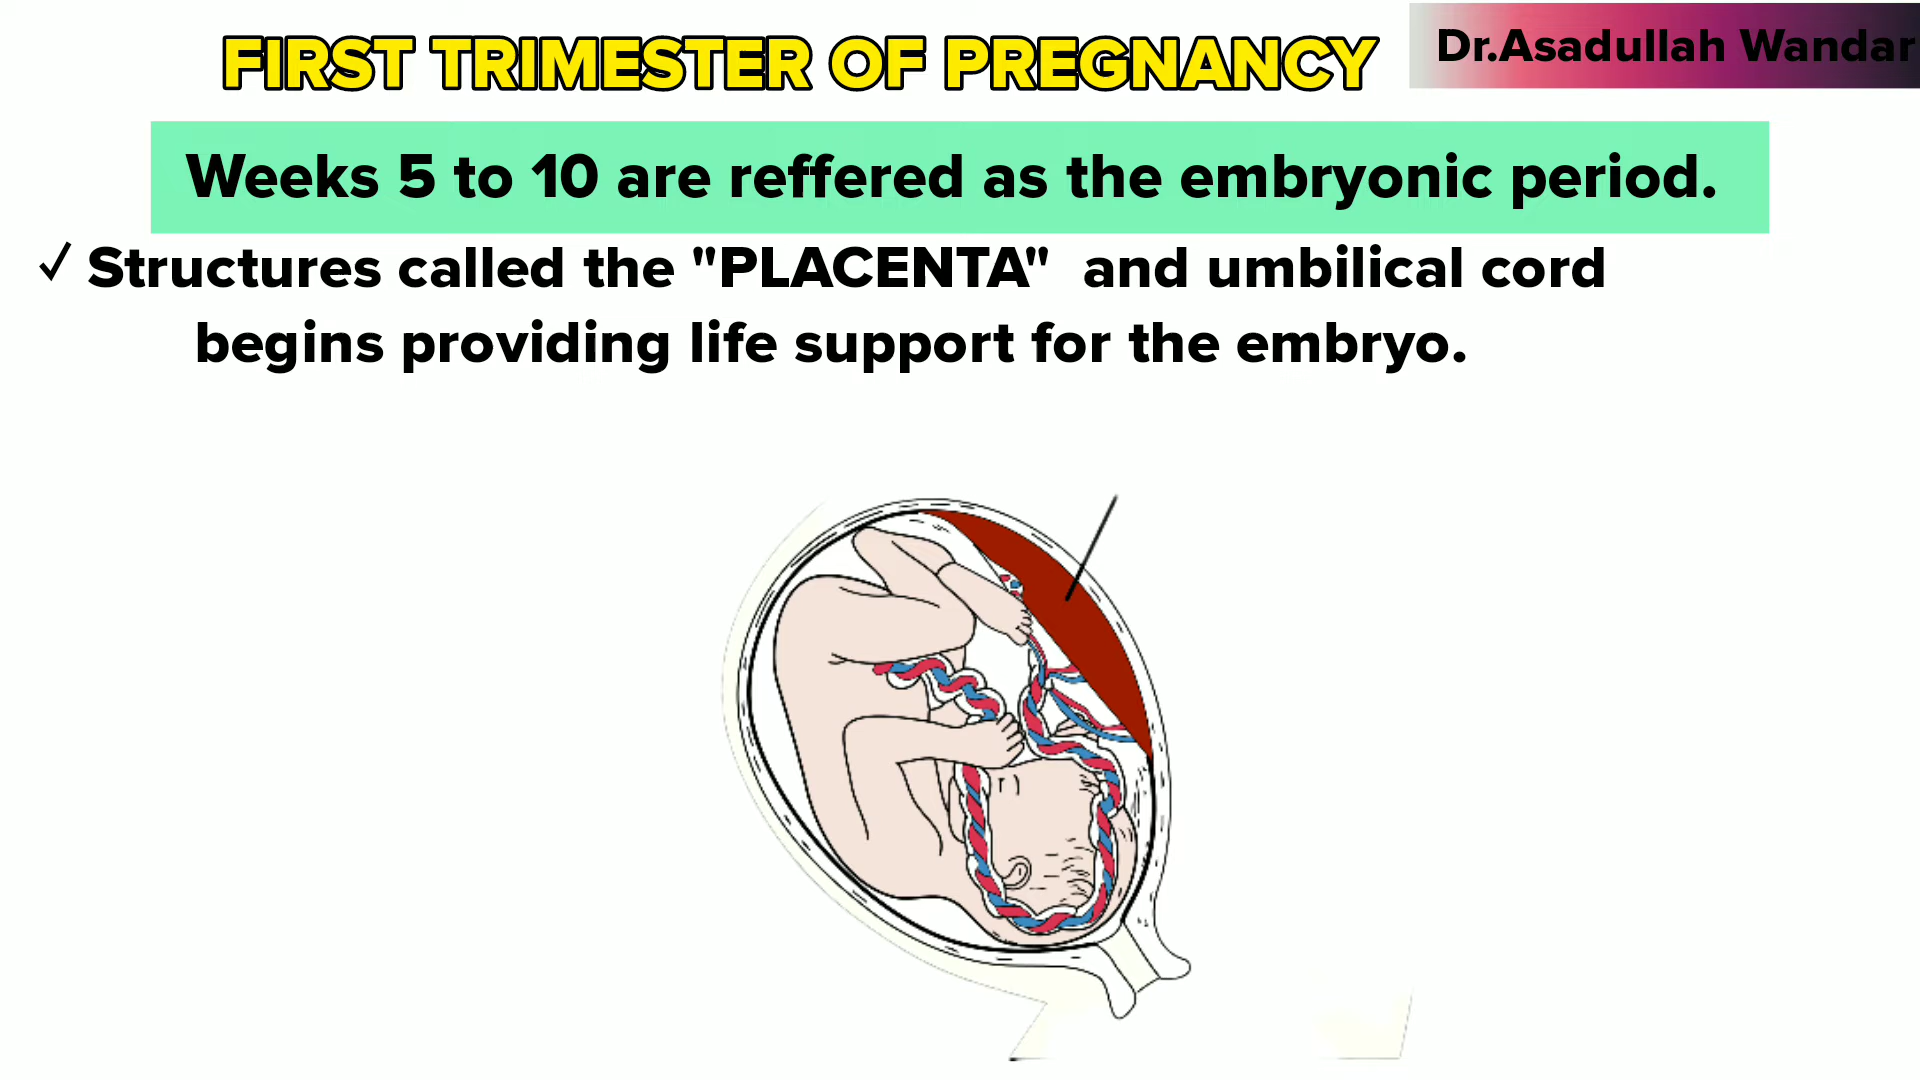 FIRST TRIMESTER OF PREGNANCY
Dr.Asadullah Wandar
Weeks 5 to 10 are reffered as the embryonic period.
✓ Structures called the "PLACENTA" and umbilical cord
begins providing life support for the embryo.